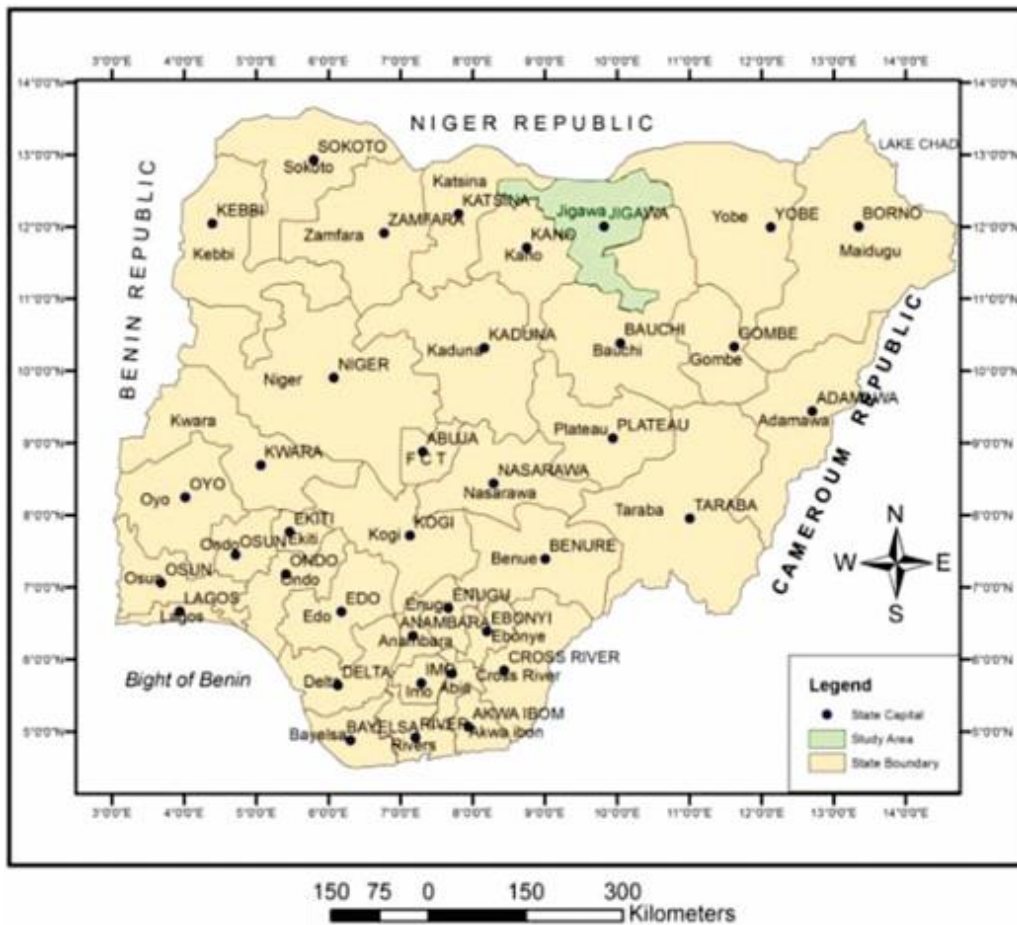 3°0'0"E 4°0'0"E 5°0'0"E 6°0'0"E 7°0'0"E 8°0'0"E 9°0'0"E 10°0'0"E 11°0'0"E 12°0'0"E 13°0'0"E 14°0'0"E
14°0'0"N 14°0'0"N
NIGER REPUBLIC
LAKE CHAD
13°0'0"N 13°0'0"N
SOKOTO
Sokoto
Katsina
KATSINA
KEBBI
Kebbi
ZAMFARA
Zamfara
Jigawa JIGAWA
KANO
Kano
Yobe YOBE
BORNO
Maidugu
12°0'0"N 12°0'0"N
BENIN REPUBLIC
11°0'0"N 11°0'0"N
KADUNA
Kaduna
BAUCHI
Bauchi
GOMBE
Gombe
NIGER
Niger
10°0'0"N 10°0'0"N
ADAMAWA
Adamawa
CAMEROUM REPUBLIC
Kwara
KWARA
ABUJA
F C T
Plateau PLATEAU
9°0'0"N 9°0'0"N
NASARAWA
Nasarawa
OYO
Oyo
Taraba TARABA
8°0'0"N 8°0'0"N
EKITI
Ekiti
Kogi KOGI
Ondo OSUN
BENURE
Benue
ONDO
Ondo
OSUN
Osun
N
W E
S
7°0'0"N 7°0'0"N
LAGOS
Lagos
EDO
Edo
ENUGU
Enugu
ANAMBARA
Anambara
EBONYI
Ebonye
6°0'0"N 6°0'0"N
CROSS RIVER
Cross River
Bight of Benin
DELTA
Delta
IMO
Imo
Abia
AKWA IBOM
Akwa ibon
BAYELSA
Bayelsa
RIVER
Rivers
5°0'0"N 5°0'0"N
Legend
State Capital
Study Area
State Boundary
3°0'0"E 4°0'0"E 5°0'0"E 6°0'0"E 7°0'0"E 8°0'0"E 9°0'0"E 10°0'0"E 11°0'0"E 12°0'0"E 13°0'0"E 14°0'0"E
150 75 0 150 300
Kilometers